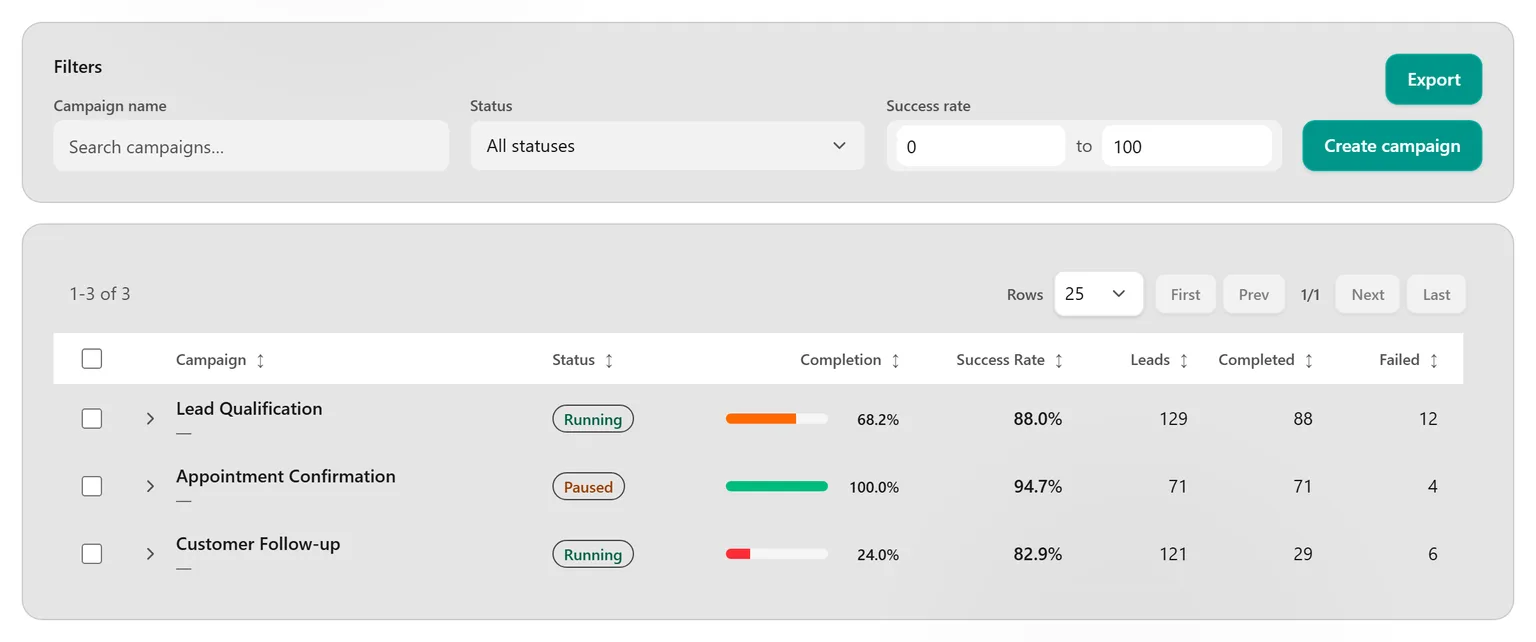 Filters
Export
Campaign name
Status
Success rate
Search campaigns...
All statuses
0 to 100
Create campaign
1-3 of 3
Rows 25 First Prev 1/1 Next Last
Campaign Status Completion Success Rate Leads Completed Failed
Lead Qualification
—
Running 68.2% 88.0% 129 88 12
Appointment Confirmation
—
Paused 100.0% 94.7% 71 71 4
Customer Follow-up
—
Running 24.0% 82.9% 121 29 6